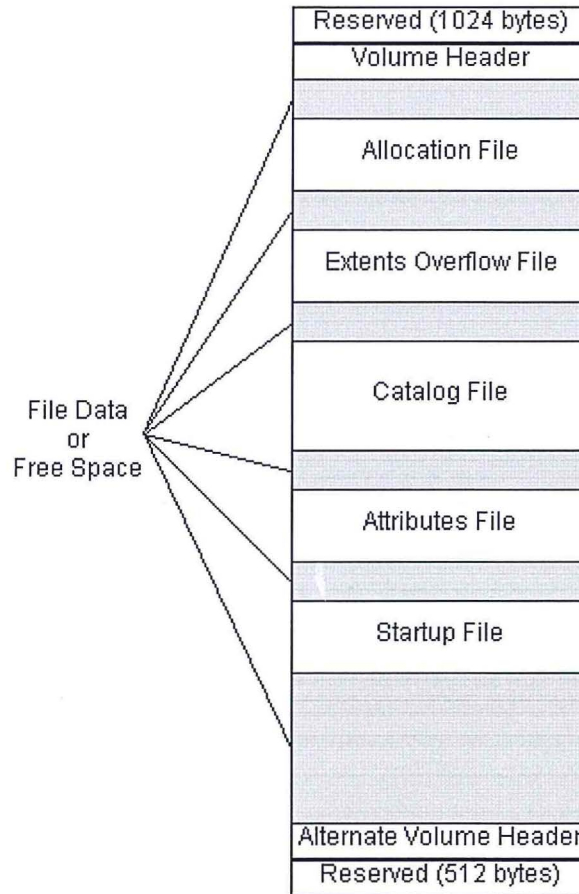 Reserved (1024 bytes)
Volume Header
Allocation File
Extents Overflow File
Catalog File
File Data
or
Free Space
Attributes File
Startup File
Alternate Volume Header
Reserved (512 bytes)